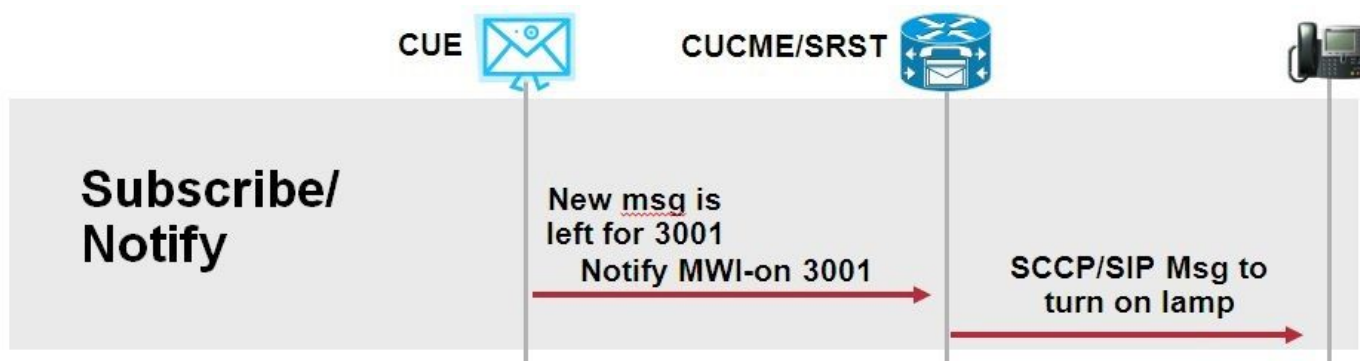 CUE
CUCME/SRST
Subscribe/
Notify
New msg is
left for 3001
Notify MWI-on 3001
SCCP/SIP Msg to
turn on lamp